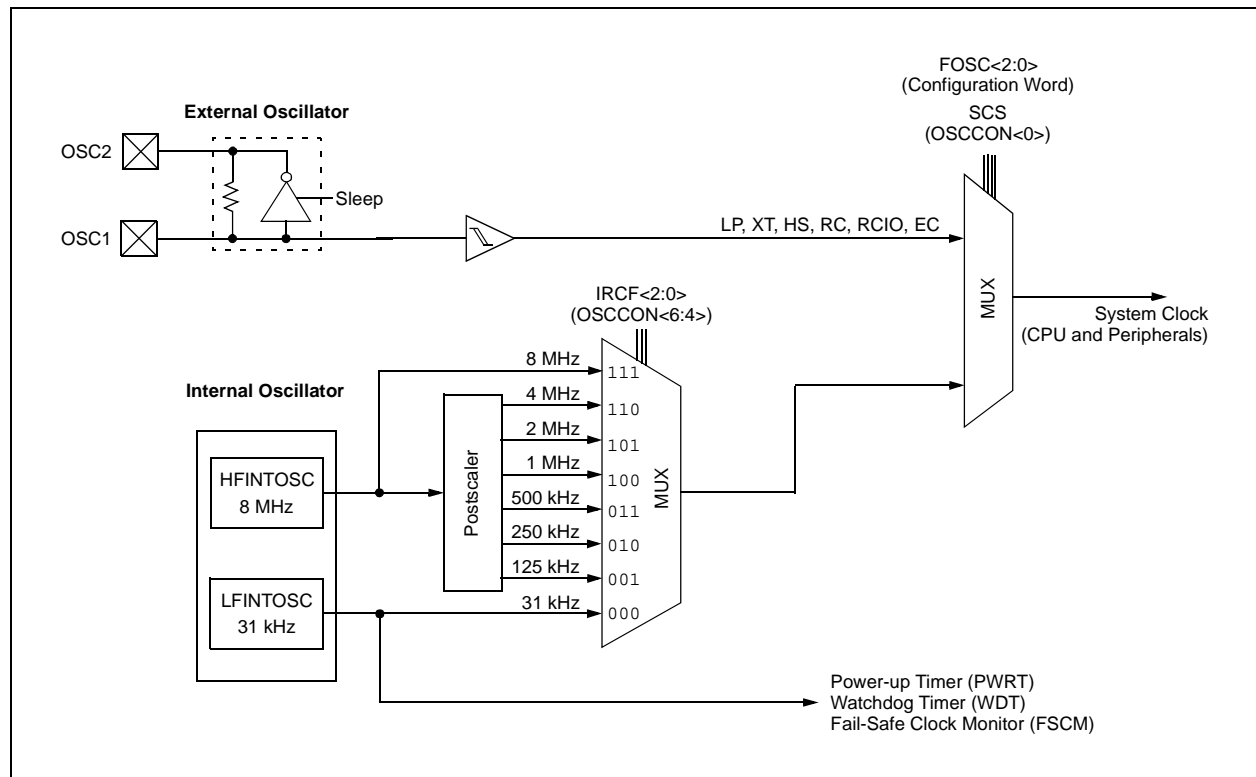 FOSC<2:0>
(Configuration Word)
SCS
(OSCCON<0>)
External Oscillator
OSC2
Sleep
OSC1
LP, XT, HS, RC, RCIO, EC
IRCF<2:0>
(OSCCON<6:4>)
MUX
System Clock
(CPU and Peripherals)
Internal Oscillator
HFINTOSC
8 MHz
LFINTOSC
31 kHz
Postscaler
8 MHz
111
4 MHz
110
2 MHz
101
1 MHz
100
500 kHz
011
250 kHz
010
125 kHz
001
31 kHz
000
MUX
Power-up Timer (PWRT)
Watchdog Timer (WDT)
Fail-Safe Clock Monitor (FSCM)